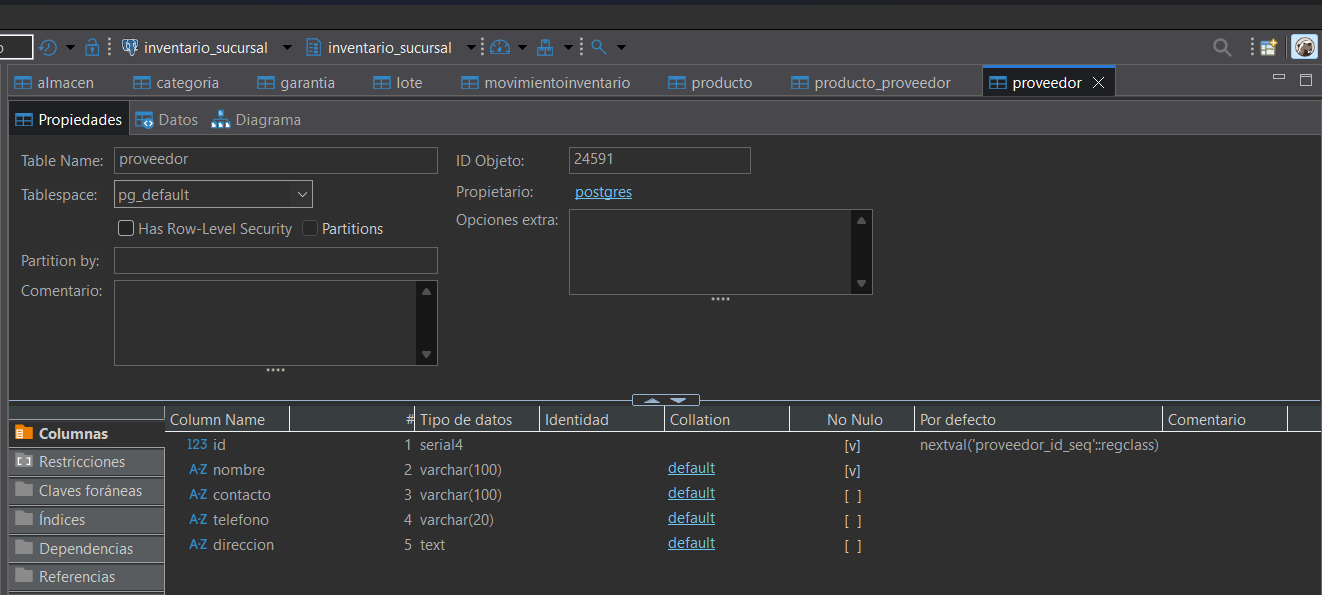 o inventario_sucursal inventario_sucursal
almacen categoria garantia lote movimientoinventario producto producto_proveedor proveedor
Propiedades Datos Diagrama
Table Name: proveedor ID Objeto: 24591
Tablespace: pg_default Propietario: postgres
Has Row-Level Security Partitions Opciones extra:
Partition by:
Comentario:
Column Name # Tipo de datos Identidad Collation No Nulo Por defecto Comentario
Columnas
Restricciones
Claves foráneas
Índices
Dependencias
Referencias
123 id 1 serial4 [v] nextval('proveedor_id_seq'::regclass)
A-Z nombre 2 varchar(100) default [v]
A-Z contacto 3 varchar(100) default [ ]
A-Z telefono 4 varchar(20) default [ ]
A-Z direccion 5 text default [ ]